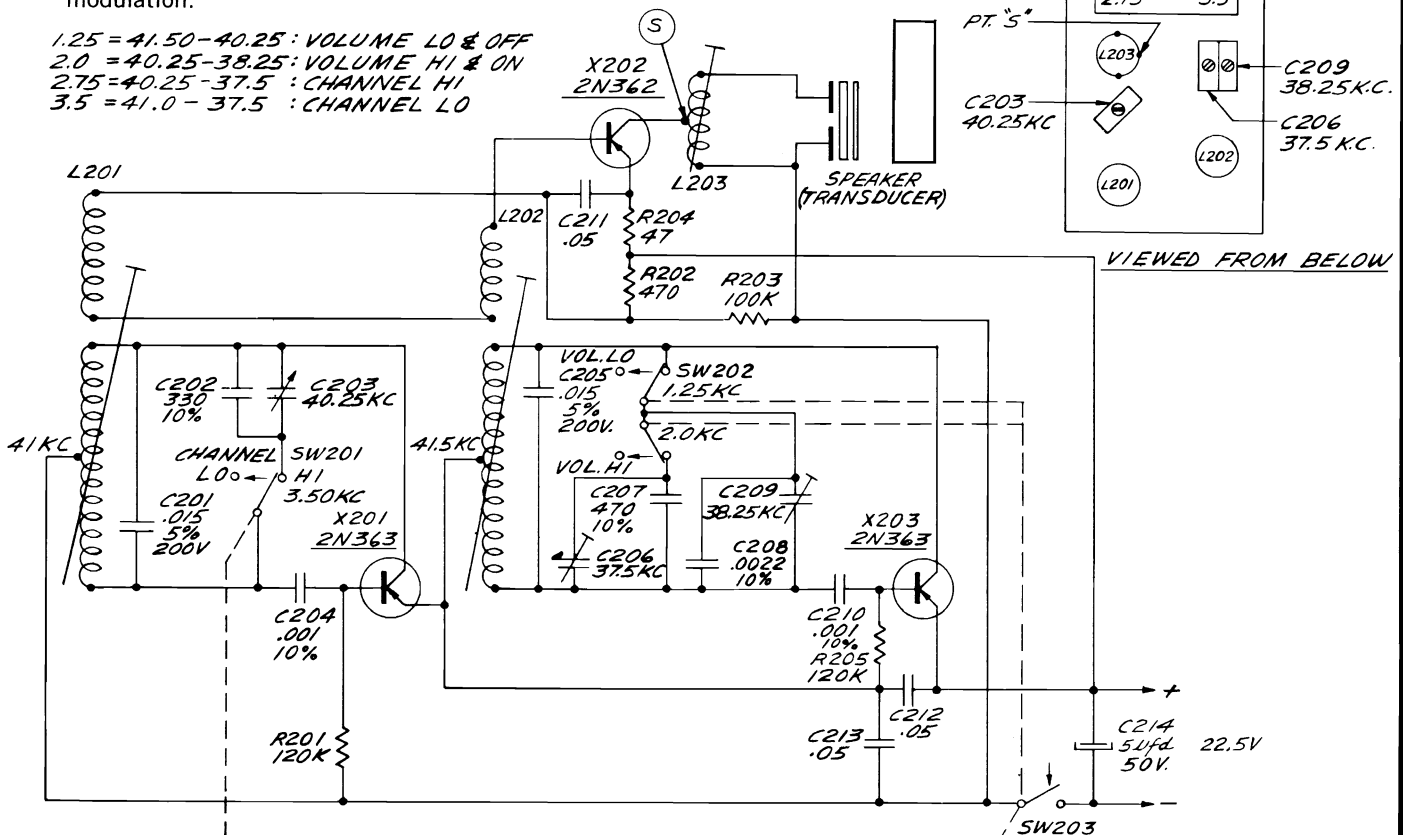 modulation.
1.25 = 41.50-40.25 : VOLUME LO & OFF
2.0 = 40.25-38.25 : VOLUME HI & ON
2.75 = 40.25-37.5 : CHANNEL HI
3.5 = 41.0-37.5 : CHANNEL LO
S
X202
2N362
PT. "S"
L203
C209
38.25 K.C.
C203
40.25KC
C206
37.5 K.C.
L202
L201
VIEWED FROM BELOW
L201
L202
C211
.05
R204
47
L203
SPEAKER
(TRANSDUCER)
R202
470
R203
100K
C202
330
10%
C203
40.25KC
41KC
CHANNEL
SW201
LO
HI
3.50KC
C201
.015
5%
200V
X201
2N363
C204
.001
10%
R201
120K
VOL. LO
C205
.015
5%
200V.
SW202
1.25KC
2.0KC
41.5KC
VOL. HI
C207
470
10%
C209
38.25KC
C206
37.5KC
C208
.0022
10%
X203
2N363
C210
.001
10%
R205
120K
C212
.05
C213
.05
+
C214
5Ufd
50V.
22.5V
-
SW203